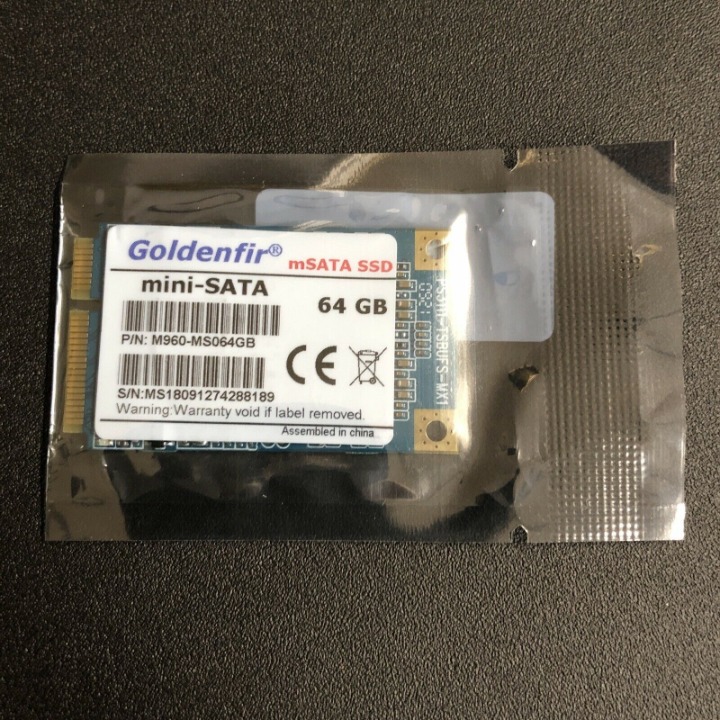 Goldenfir®
mSATA SSD
mini-SATA
64 GB
P/N: M960-MS064GB
S/N:MS18091274288189
Warning:Warranty void if label removed.
Assembled in china
1260